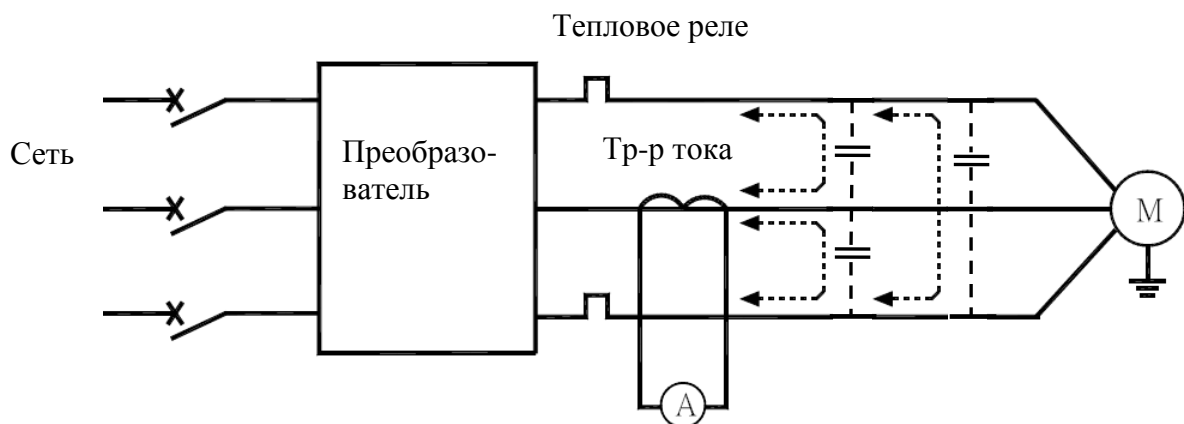 Тепловое реле
Сеть
Преобразо-
ватель
Тр-р тока
М
А